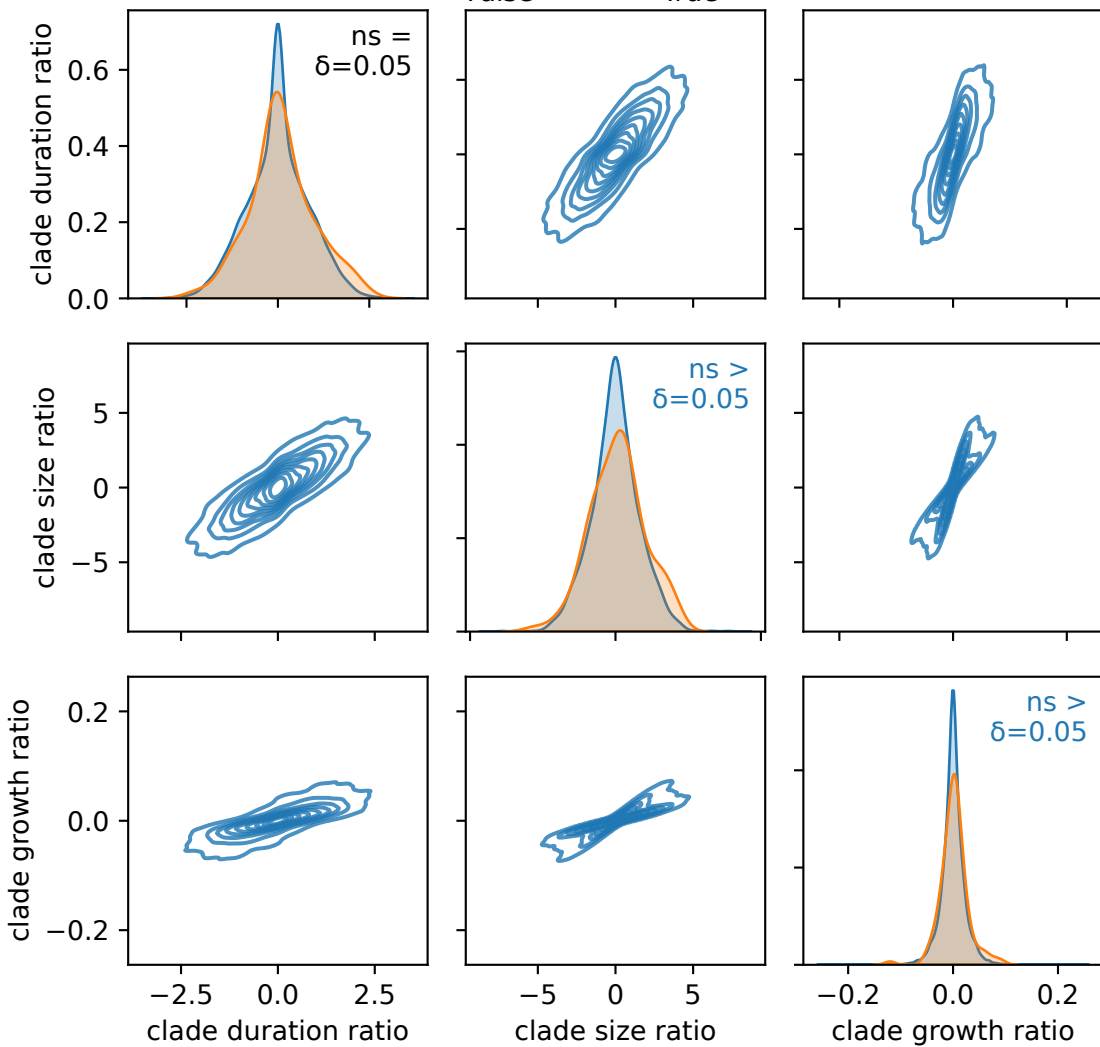 clade duration ratio
0.6
0.4
0.2
0.0
ns =
δ=0.05
clade size ratio
5
0
−5
ns >
δ=0.05
clade growth ratio
0.2
0.0
−0.2
ns >
δ=0.05
−2.5 0.0 2.5
−5 0 5
−0.2 0.0 0.2
clade duration ratio
clade size ratio
clade growth ratio